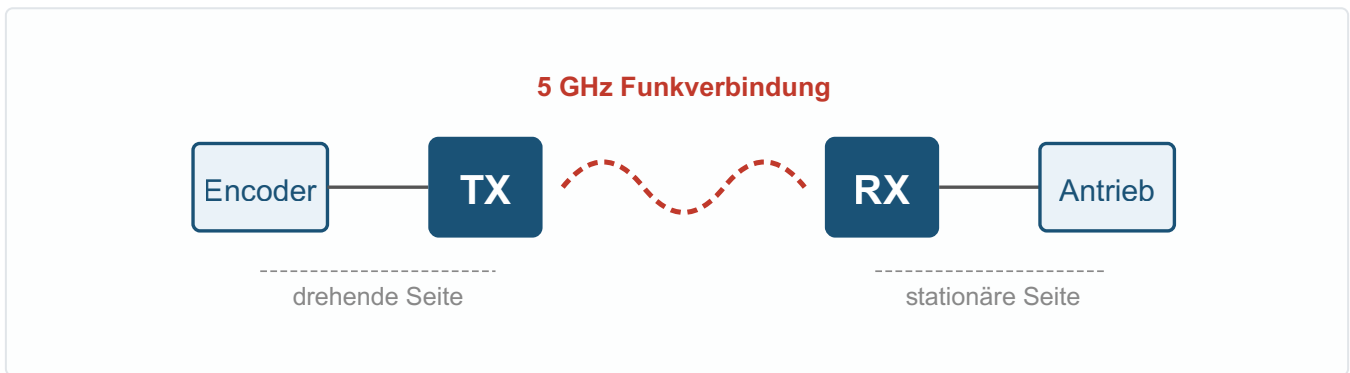 5 GHz Funkverbindung
Encoder
TX
RX
Antrieb
drehende Seite
stationäre Seite